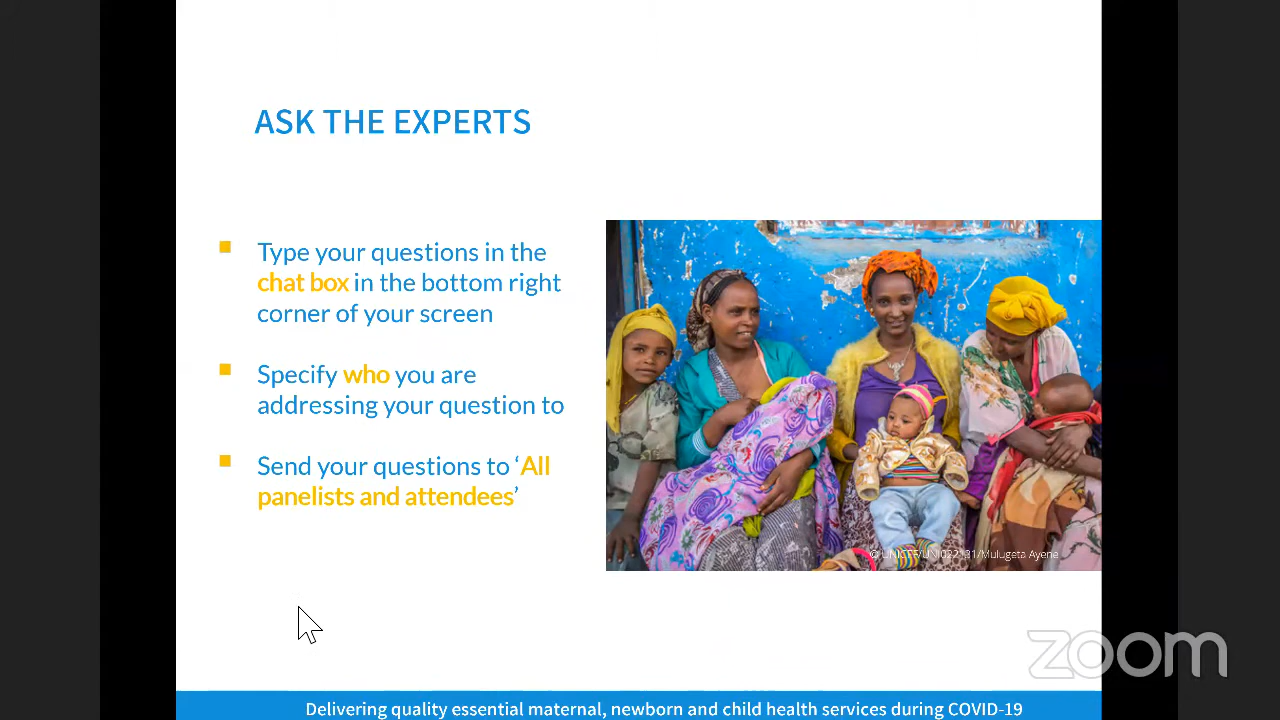 ASK THE EXPERTS
Type your questions in the
chat box in the bottom right
corner of your screen
Specify who you are
addressing your question to
Send your questions to ‘All
panelists and attendees’
© UNICEF/ /Mulugeta Ayene
zoom
Delivering quality essential maternal, newborn and child health services during COVID-19